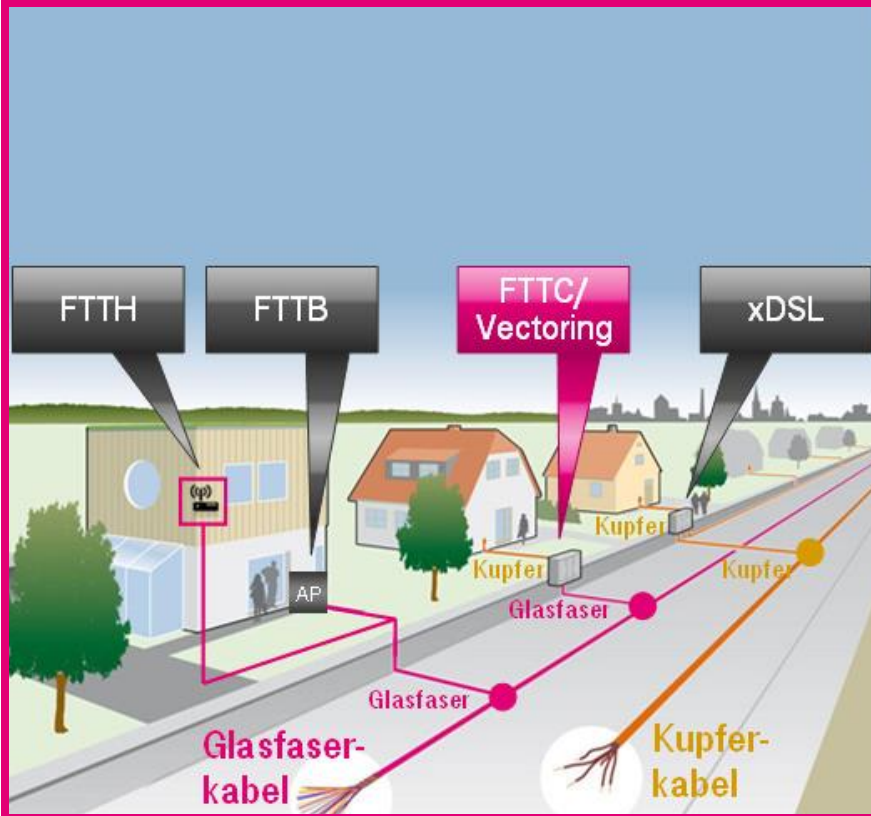 FTTH
FTTB
FTTC/
Vectoring
xDSL
Kupfer
Kupfer
Kupfer
AP
Glasfaser
Glasfaser
Glasfaser-
kabel
Kupfer-
kabel